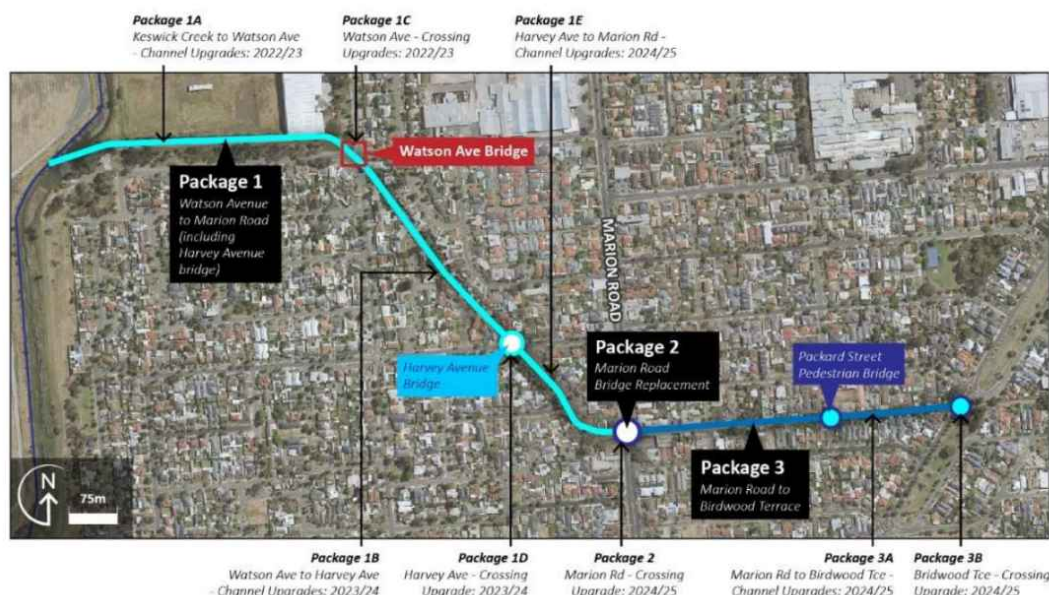 Package 1A
Keswick Creek to Watson Ave
- Channel Upgrades: 2022/23
Package 1C
Watson Ave - Crossing
Upgrades: 2022/23
Package 1E
Harvey Ave to Marion Rd -
Channel Upgrades: 2024/25
Watson Ave Bridge
Package 1
Watson Avenue
to Marion Road
(including
Harvey Avenue
bridge)
MARION ROAD
Harvey Avenue
Bridge
Package 2
Marion Road
Bridge Replacement
Packard Street
Pedestrian Bridge
Package 3
Marion Road to
Birdwood Terrace
N
75m
Package 1B
Watson Ave to Harvey Ave
- Channel Upgrades: 2023/24
Package 1D
Harvey Ave - Crossing
Upgrade: 2023/24
Package 2
Marion Rd - Crossing
Upgrade: 2024/25
Package 3A
Marion Rd to Birdwood Tce -
Channel Upgrades: 2024/25
Package 3B
Bridwood Tce - Crossing
Upgrade: 2024/25